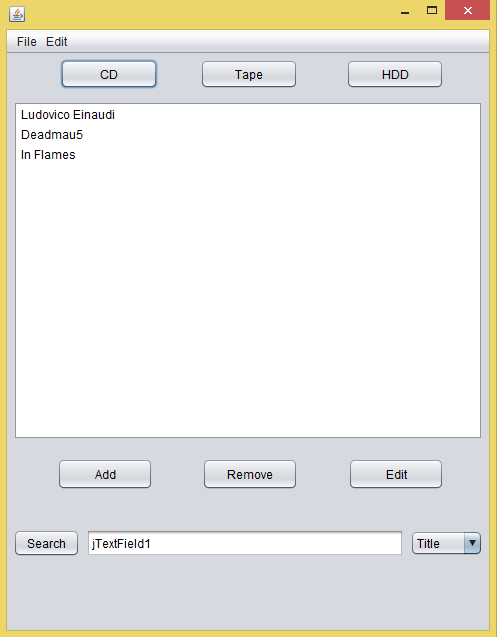 File Edit
CD Tape HDD
Ludovico Einaudi
Deadmau5
In Flames
Add Remove Edit
Search jTextField1 Title